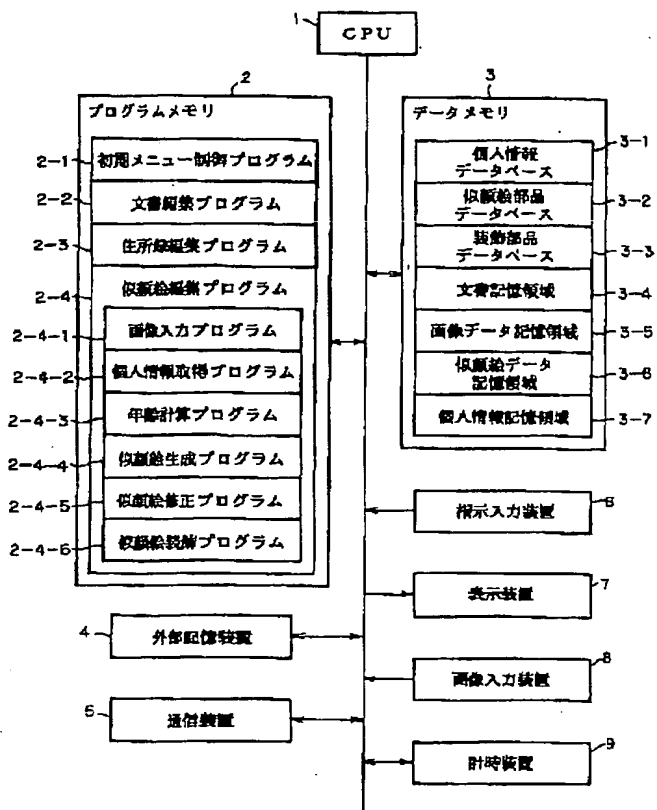 1
CPU
2
プログラムメモリ
2-1
初期メニュー制御プログラム
2-2
文書編集プログラム
2-3
住所録編集プログラム
2-4
似顔絵編集プログラム
2-4-1
画像入力プログラム
2-4-2
個人情報取得プログラム
2-4-3
年齢計算プログラム
2-4-4
似顔絵生成プログラム
2-4-5
似顔絵修正プログラム
2-4-6
似顔絵装飾プログラム
3
データメモリ
3-1
個人情報
データベース
3-2
似顔絵部品
データベース
3-3
装飾部品
データベース
3-4
文書記憶領域
3-5
画像データ記憶領域
3-6
似顔絵データ
記憶領域
3-7
個人情報記憶領域
4
外部記憶装置
5
通信装置
6
指示入力装置
7
表示装置
8
画像入力装置
9
計時装置